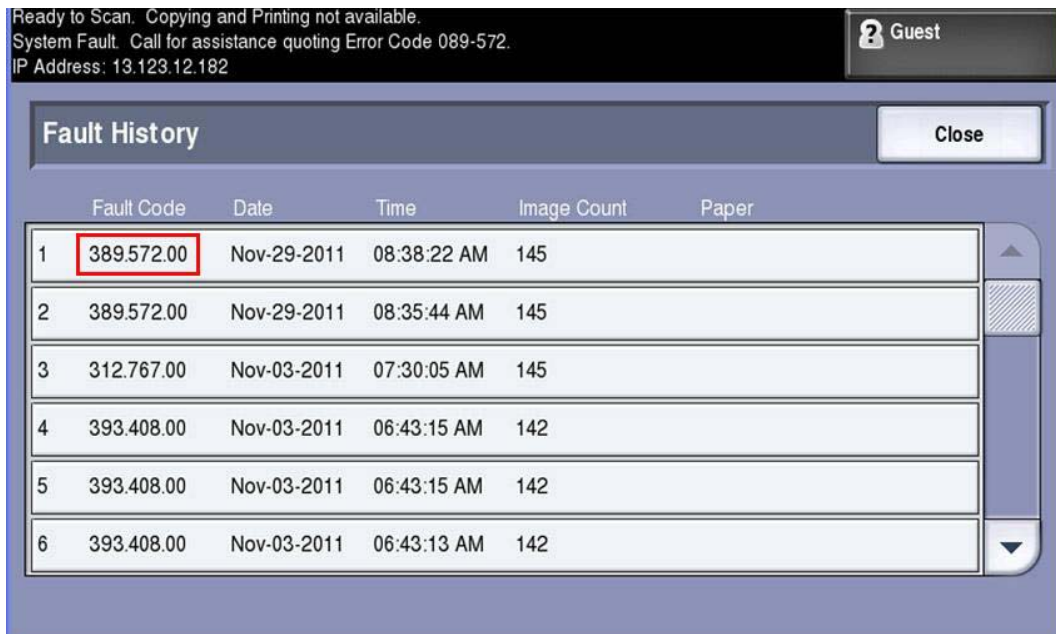 Ready to Scan. Copying and Printing not available.
System Fault. Call for assistance quoting Error Code 089-572.
IP Address: 13.123.12.182
Guest
Fault History
Close
Fault Code Date Time Image Count Paper
1 389.572.00 Nov-29-2011 08:38:22 AM 145
2 389.572.00 Nov-29-2011 08:35:44 AM 145
3 312.767.00 Nov-03-2011 07:30:05 AM 145
4 393.408.00 Nov-03-2011 06:43:15 AM 142
5 393.408.00 Nov-03-2011 06:43:15 AM 142
6 393.408.00 Nov-03-2011 06:43:13 AM 142